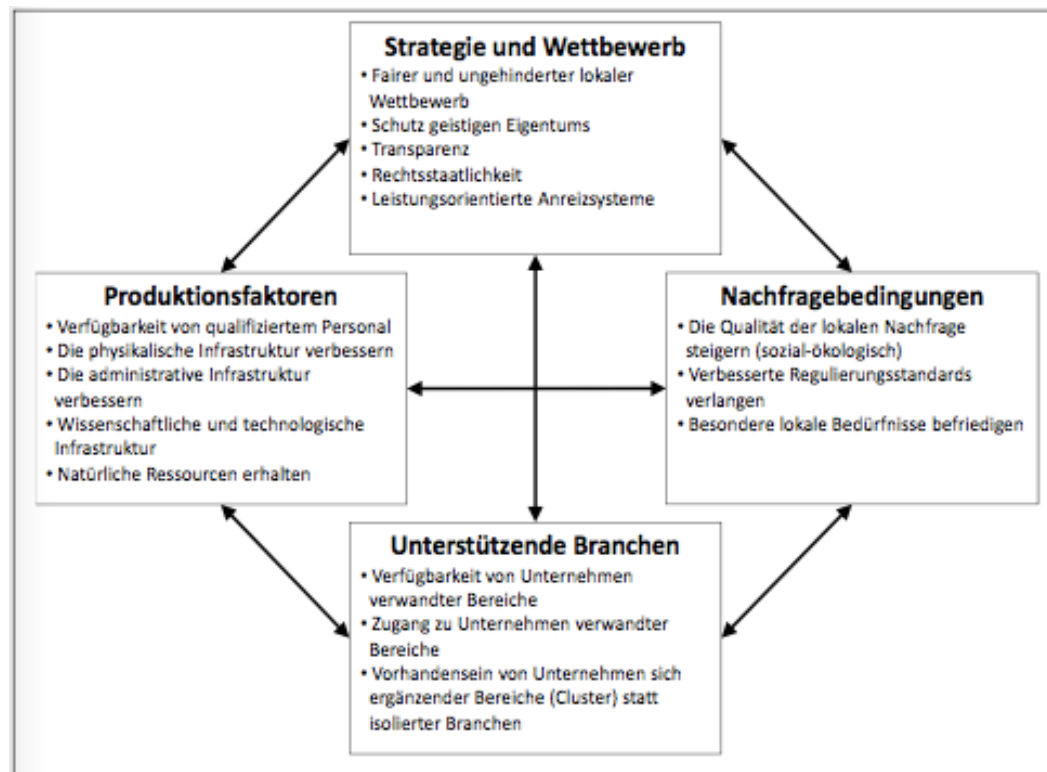 Strategie und Wettbewerb
• Fairer und ungehinderter lokaler
Wettbewerb
• Schutz geistigen Eigentums
• Transparenz
• Rechtsstaatlichkeit
• Leistungsorientierte Anreizsysteme
Produktionsfaktoren
• Verfügbarkeit von qualifiziertem Personal
• Die physikalische Infrastruktur verbessern
• Die administrative Infrastruktur
verbessern
• Wissenschaftliche und technologische
Infrastruktur
• Natürliche Ressourcen erhalten
Nachfragebedingungen
• Die Qualität der lokalen Nachfrage
steigern (sozial-ökologisch)
• Verbesserte Regulierungsstandards
verlangen
• Besondere lokale Bedürfnisse befriedigen
Unterstützende Branchen
• Verfügbarkeit von Unternehmen
verwandter Bereiche
• Zugang zu Unternehmen verwandter
Bereiche
• Vorhandensein von Unternehmen sich
ergänzender Bereiche (Cluster) statt
isolierter Branchen